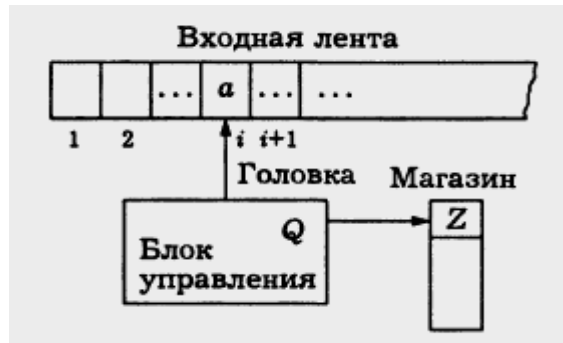 Входная лента
... a ... ...
1 2 i i+1
Головка
Магазин
Q
Z
Блок
управления